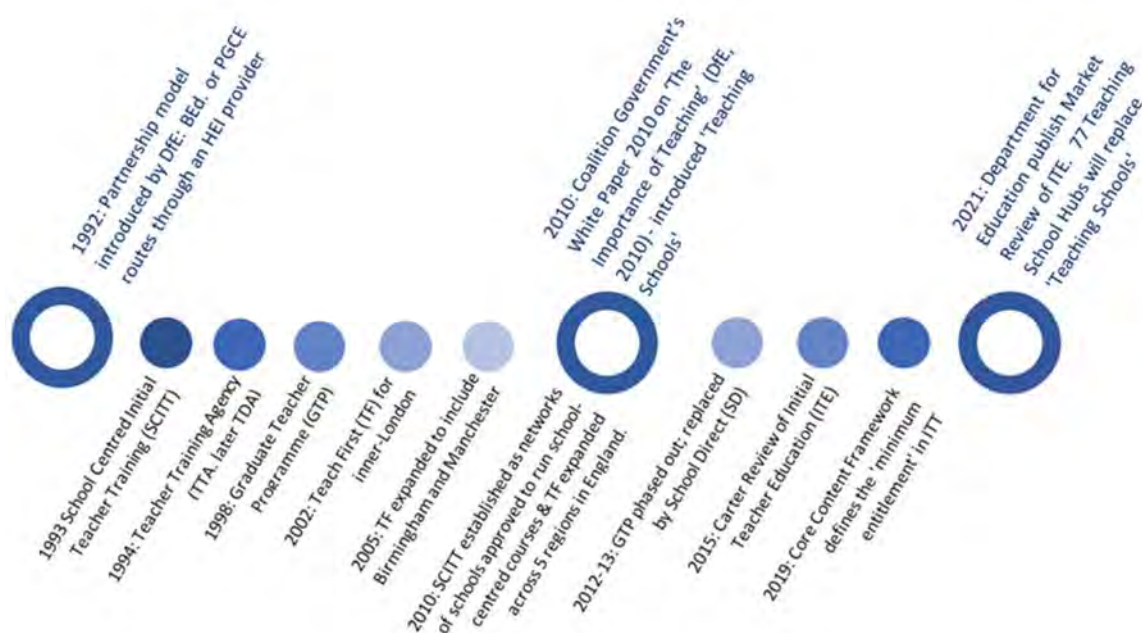 1992: Partnership model
introduced by DfE: BEd. or PGCE
routes through an HEI provider
1993 School Centred Initial
Teacher Training (SCITT)
1994: Teacher Training Agency
(TTA. later TDA)
1998: Graduate Teacher
Programme (GTP)
2002: Teach First (TF) for
inner-London
2005: TF expanded to include
Birmingham and Manchester
2010: Coalition Government's
White Paper 2010 on 'The
Importance of Teaching' (DfE,
2010) - introduced 'Teaching
Schools'
2010: SCITT established as networks
of schools approved to run school-
centred courses & TF expanded
across 5 regions in England.
2012-13: GTP phased out; replaced
by School Direct (SD)
2015: Carter Review of Initial
Teacher Education (ITE)
2019: Core Content Framework
defines the 'minimum
entitlement' in ITT
2021: Department for
Education publish Market
Review of ITE. 77 Teaching
School Hubs will replace
'Teaching Schools'